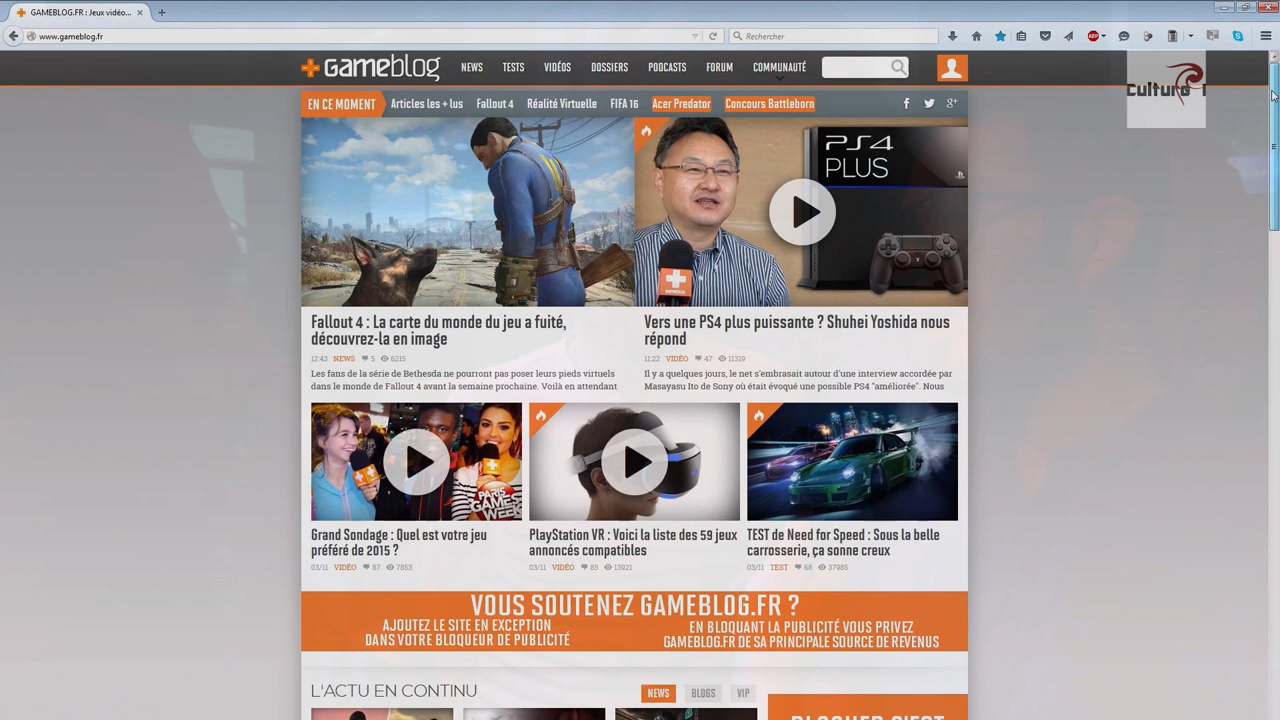 GAMEBLOG.FR : Jeux vidéo...
www.gameblog.fr
Rechercher
ABP
gameblog
NEWS TESTS VIDÉOS DOSSIERS PODCASTS FORUM COMMUNAUTÉ
EN CE MOMENT Articles les + lus Fallout 4 Réalité Virtuelle FIFA 16 Acer Predator Concours Battleborn
Culture
PS4
PLUS
GAMEBLOG
Fallout 4 : La carte du monde du jeu a fuité,
découvrez-la en image
12:43 NEWS 5 6215
Les fans de la série de Bethesda ne pourront pas poser leurs pieds virtuels
dans le monde de Fallout 4 avant la semaine prochaine. Voilà en attendant
Vers une PS4 plus puissante ? Shuhei Yoshida nous
répond
11:22 VIDÉO 47 11319
Il y a quelques jours, le net s'embrasait autour d'une interview accordée par
Masayasu Ito de Sony où était évoqué une possible PS4 "améliorée". Nous
PARIS
GAMES
WEEK
Grand Sondage : Quel est votre jeu
préféré de 2015 ?
03/11 VIDÉO 87 7853
PlayStation VR : Voici la liste des 59 jeux
annoncés compatibles
03/11 VIDÉO 85 13921
TEST de Need for Speed : Sous la belle
carrosserie, ça sonne creux
03/11 TEST 68 37985
VOUS SOUTENEZ GAMEBLOG.FR ?
AJOUTEZ LE SITE EN EXCEPTION
DANS VOTRE BLOQUEUR DE PUBLICITÉ
EN BLOQUANT LA PUBLICITÉ VOUS PRIVEZ
GAMEBLOG.FR DE SA PRINCIPALE SOURCE DE REVENUS
L'ACTU EN CONTINU
NEWS BLOGS VIP
BLOQUER C'EST